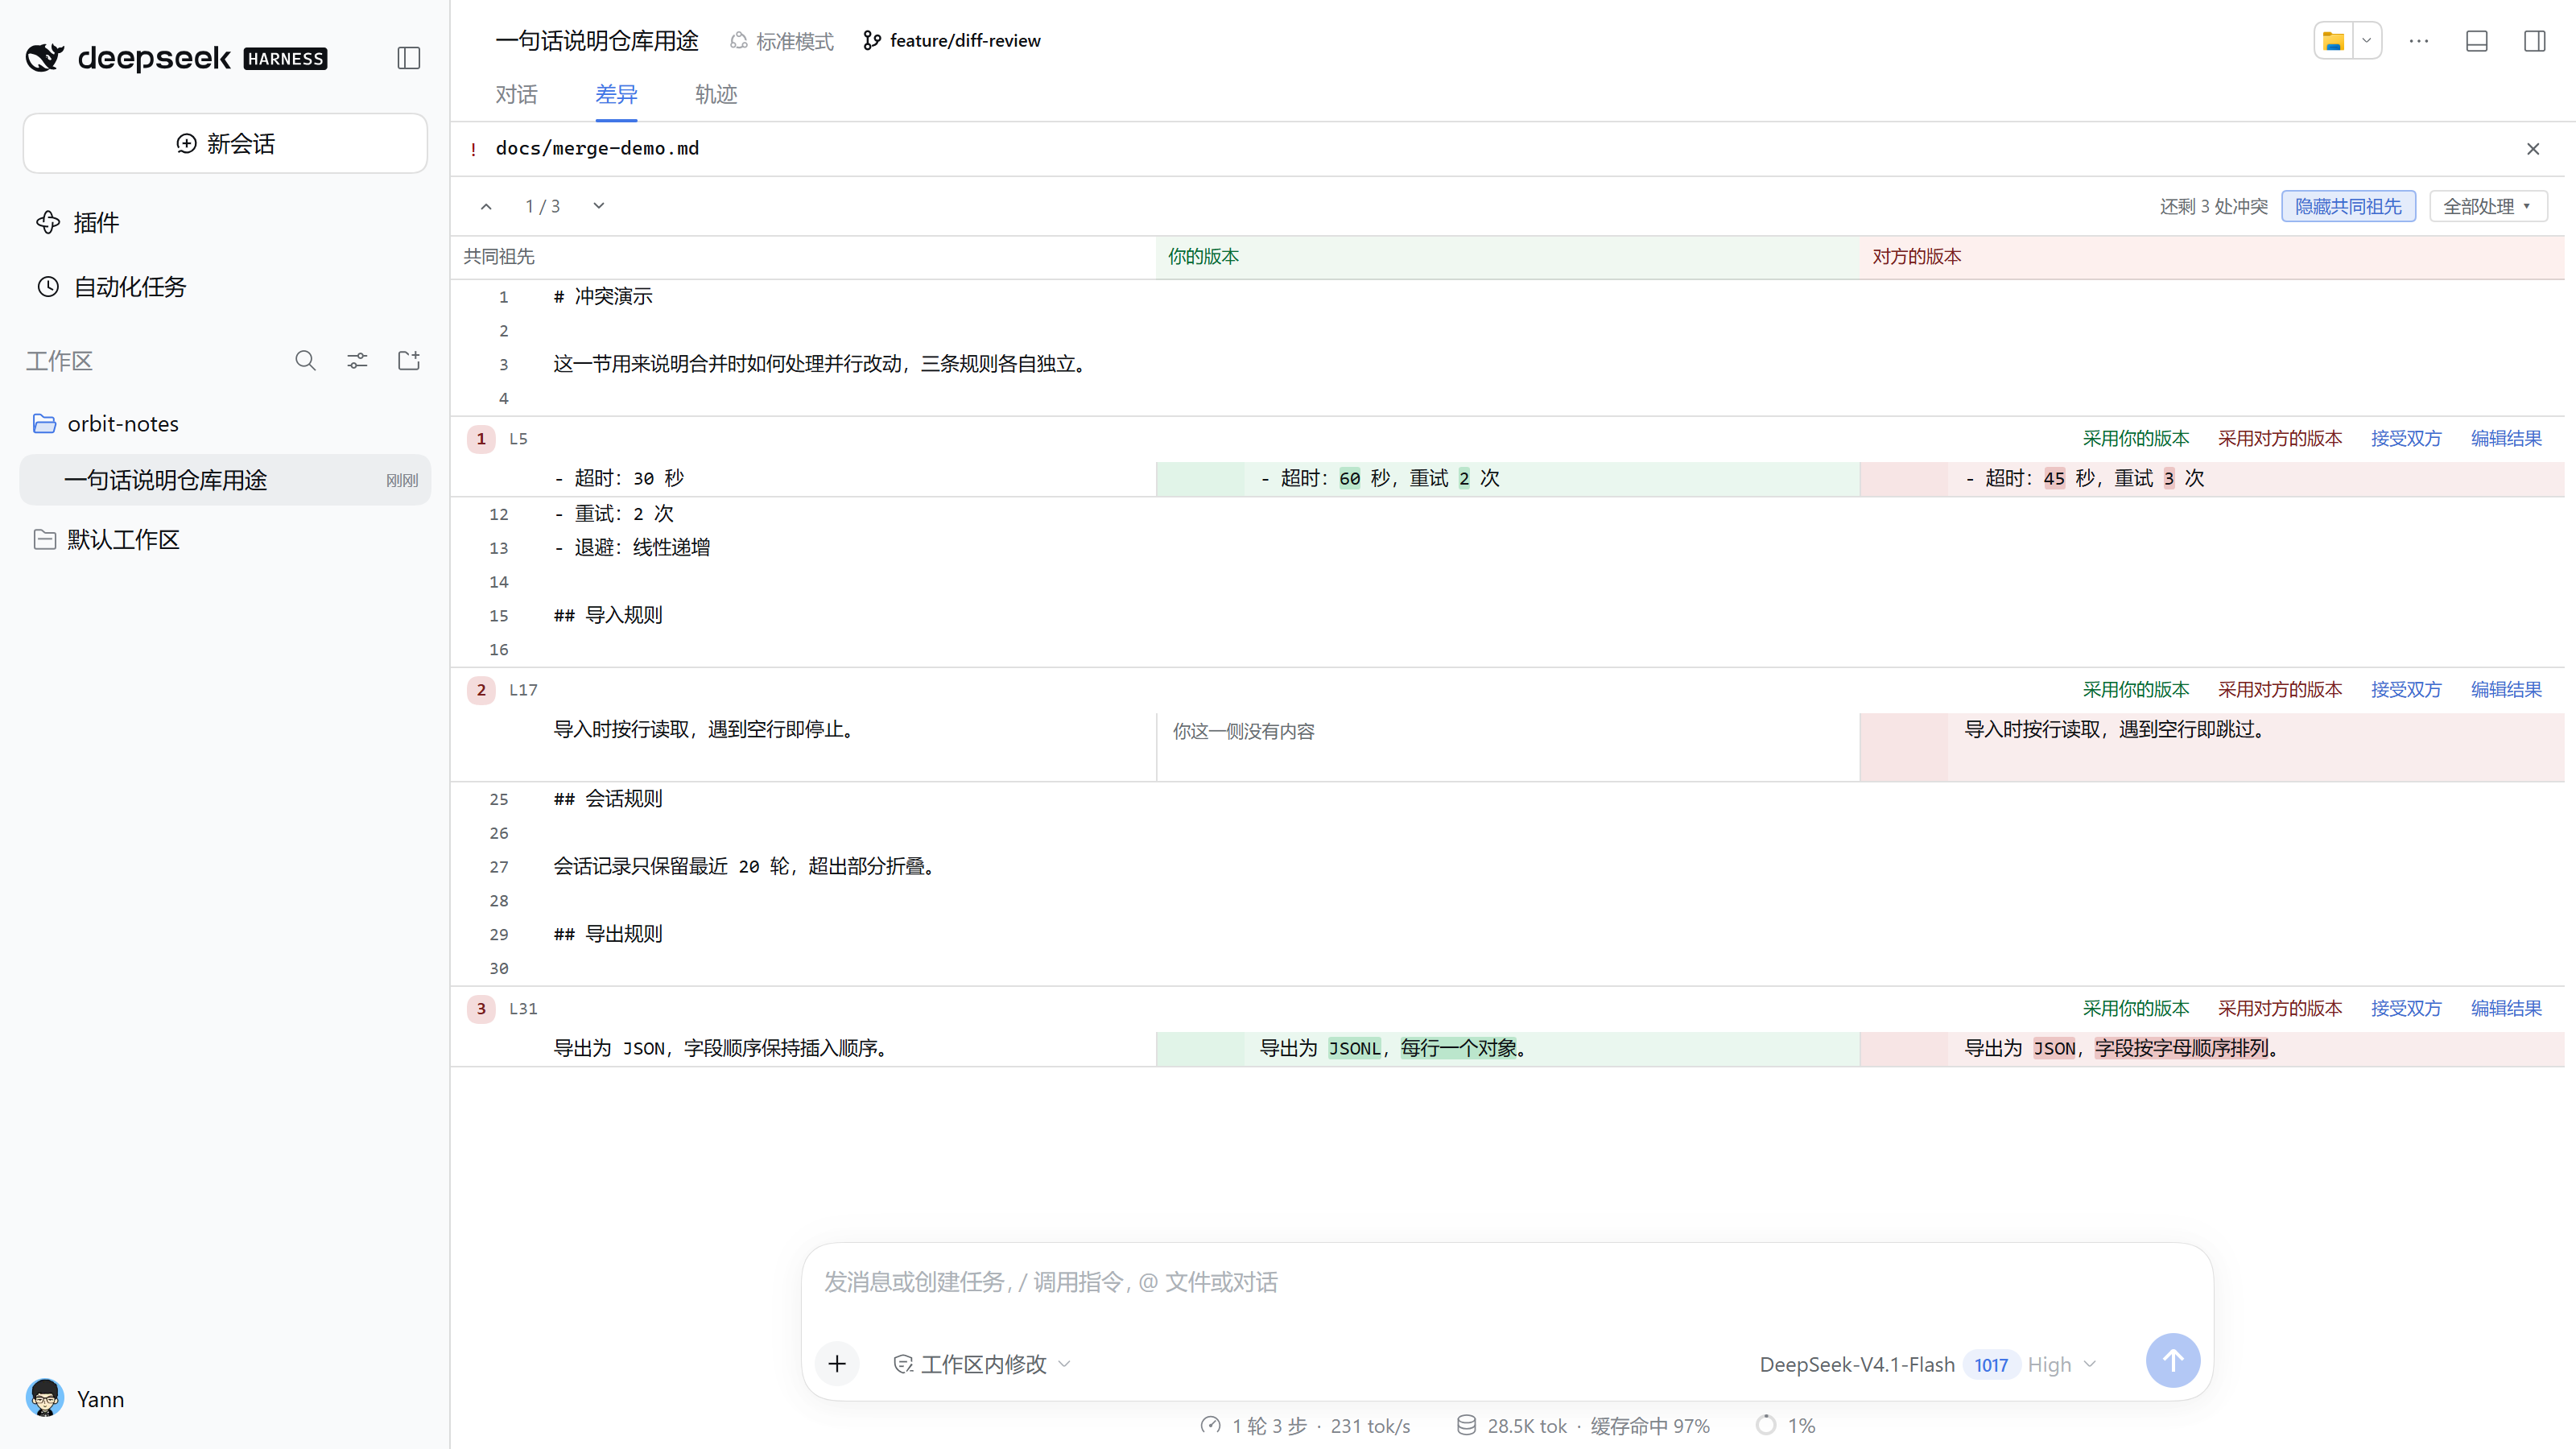 deepseek HARNESS
新会话
插件
自动化任务
工作区
orbit-notes
一句话说明仓库用途 刚刚
默认工作区
Yann
一句话说明仓库用途 标准模式 feature/diff-review
对话 差异 轨迹
! docs/merge-demo.md
1 / 3 还剩 3 处冲突 隐藏共同祖先 全部处理
共同祖先 你的版本 对方的版本
1 # 冲突演示
2
3 这一节用来说明合并时如何处理并行改动，三条规则各自独立。
4
1 L5 采用你的版本 采用对方的版本 接受双方 编辑结果
- 超时：30 秒 - 超时：60 秒，重试 2 次 - 超时：45 秒，重试 3 次
12 - 重试：2 次
13 - 退避：线性递增
14
15 ## 导入规则
16
2 L17 采用你的版本 采用对方的版本 接受双方 编辑结果
导入时按行读取，遇到空行即停止。 你这一侧没有内容 导入时按行读取，遇到空行即跳过。
25 ## 会话规则
26
27 会话记录只保留最近 20 轮，超出部分折叠。
28
29 ## 导出规则
30
3 L31 采用你的版本 采用对方的版本 接受双方 编辑结果
导出为 JSON，字段顺序保持插入顺序。 导出为 JSONL，每行一个对象。 导出为 JSON，字段按字母顺序排列。
发消息或创建任务, / 调用指令, @ 文件或对话
工作区内修改 DeepSeek-V4.1-Flash 1017 High
1 轮 3 步 · 231 tok/s 28.5K tok · 缓存命中 97% 1%